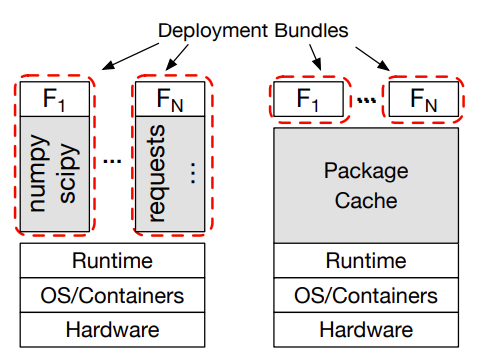 Deployment Bundles
F1 FN
numpy
scipy
...
requests
...
Runtime
OS/Containers
Hardware
F1 ... FN
Package
Cache
Runtime
OS/Containers
Hardware